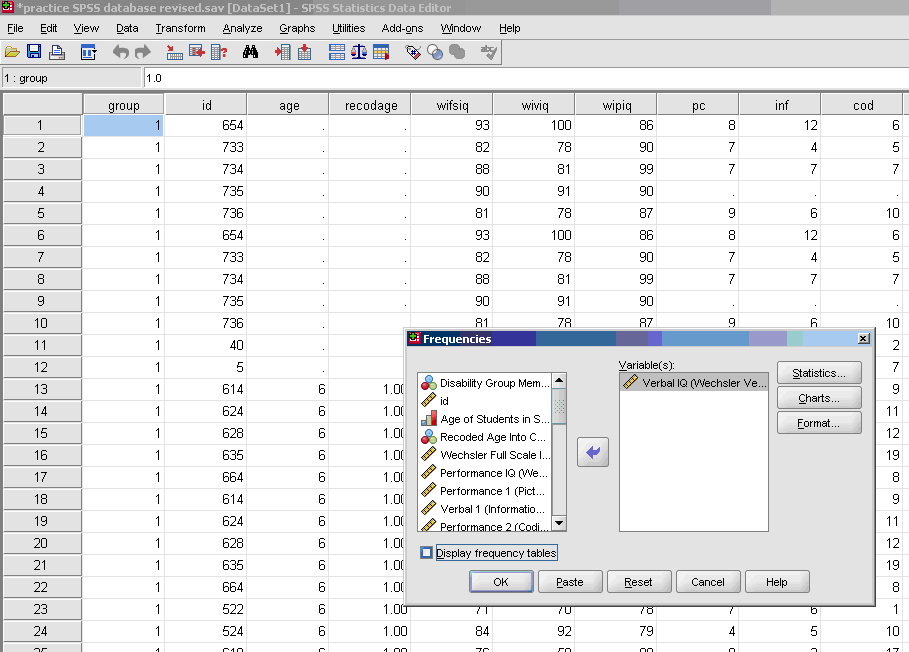 *practice SPSS database revised.sav [DataSet1] - SPSS Statistics Data Editor
File Edit View Data Transform Analyze Graphs Utilities Add-ons Window Help
1 : group 1.0
group id age recodage wifsiq wiviq wipiq pc inf cod
1 1 654 . . 93 100 86 8 12 6
2 1 733 . . 82 78 90 7 4 5
3 1 734 . . 88 81 99 7 7 7
4 1 735 . . 90 91 90 . . .
5 1 736 . . 81 78 87 9 6 10
6 1 654 . . 93 100 86 8 12 6
7 1 733 . . 82 78 90 7 4 5
8 1 734 . . 88 81 99 7 7 7
9 1 735 . . 90 91 90 . . .
10 1 736 . 81 78 87 9 6 10
11 1 40 . 2
12 1 5 . 7
13 1 614 6 1.00 9
14 1 624 6 1.00 11
15 1 628 6 1.00 12
16 1 635 6 1.00 19
17 1 664 6 1.00 8
18 1 614 6 1.00 9
19 1 624 6 1.00 11
20 1 628 6 1.00 12
21 1 635 6 1.00 19
22 1 664 6 1.00 8
23 1 522 6 1.00 71 70 78 7 6 1
24 1 524 6 1.00 84 92 79 4 5 10
Frequencies
Disability Group Mem...
id
Age of Students in S...
Recoded Age Into C...
Wechsler Full Scale I...
Performance IQ (We...
Performance 1 (Pict...
Verbal 1 (Informatio...
Performance 2 (Codi...
Variable(s):
Verbal IQ (Wechsler Ve...
Statistics...
Charts...
Format...
Display frequency tables
OK Paste Reset Cancel Help